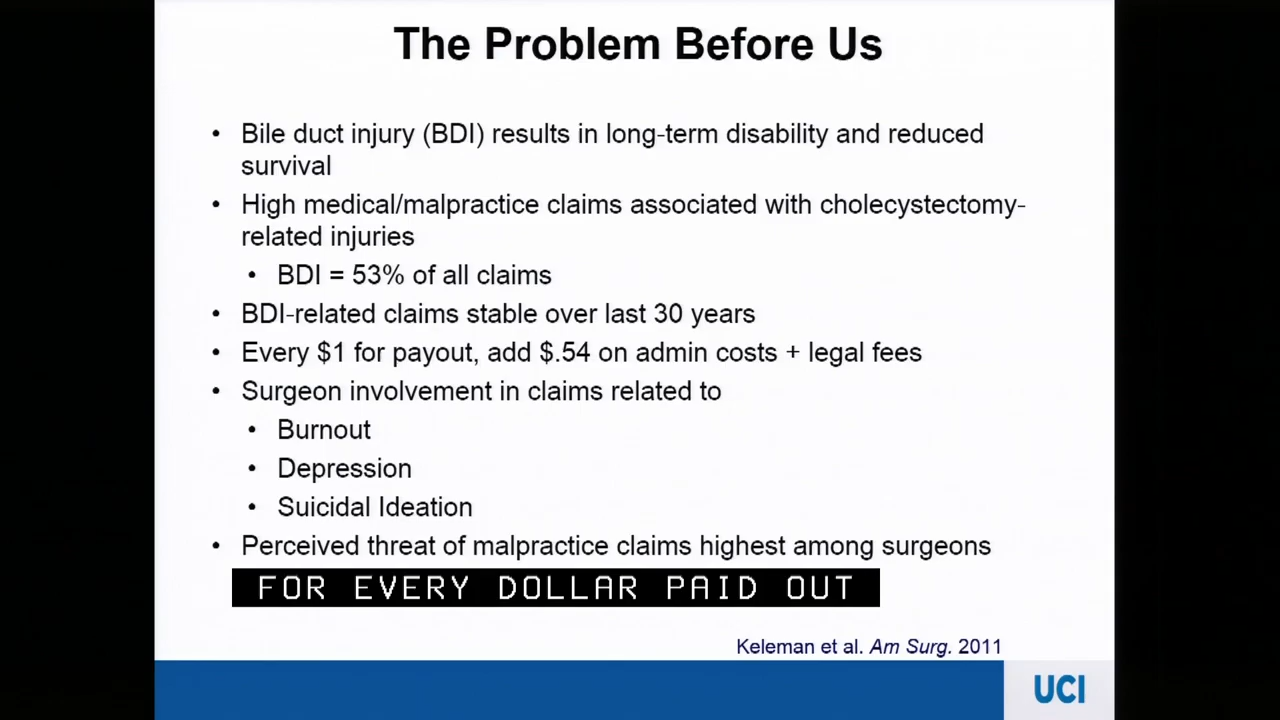 The Problem Before Us
• Bile duct injury (BDI) results in long-term disability and reduced
survival
• High medical/malpractice claims associated with cholecystectomy-
related injuries
• BDI = 53% of all claims
• BDI-related claims stable over last 30 years
• Every $1 for payout, add $.54 on admin costs + legal fees
• Surgeon involvement in claims related to
• Burnout
• Depression
• Suicidal Ideation
• Perceived threat of malpractice claims highest among surgeons
FOR EVERY DOLLAR PAID OUT
Keleman et al. Am Surg. 2011
UCI